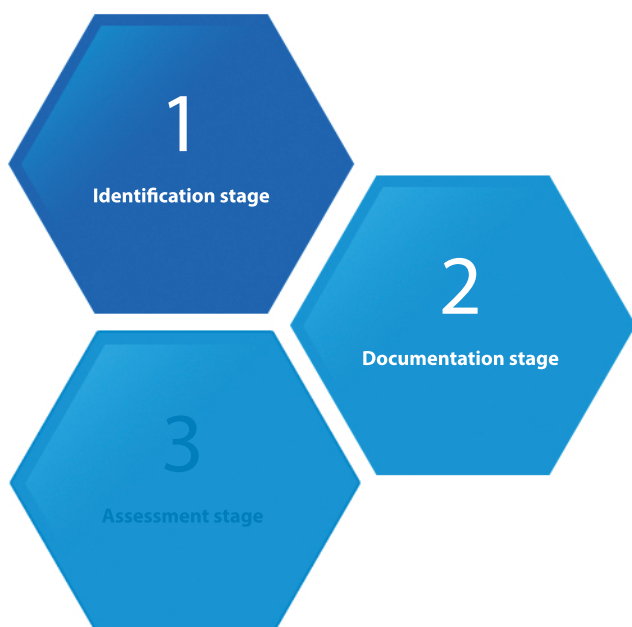 1
Identification stage
2
Documentation stage
3
Assessment stage